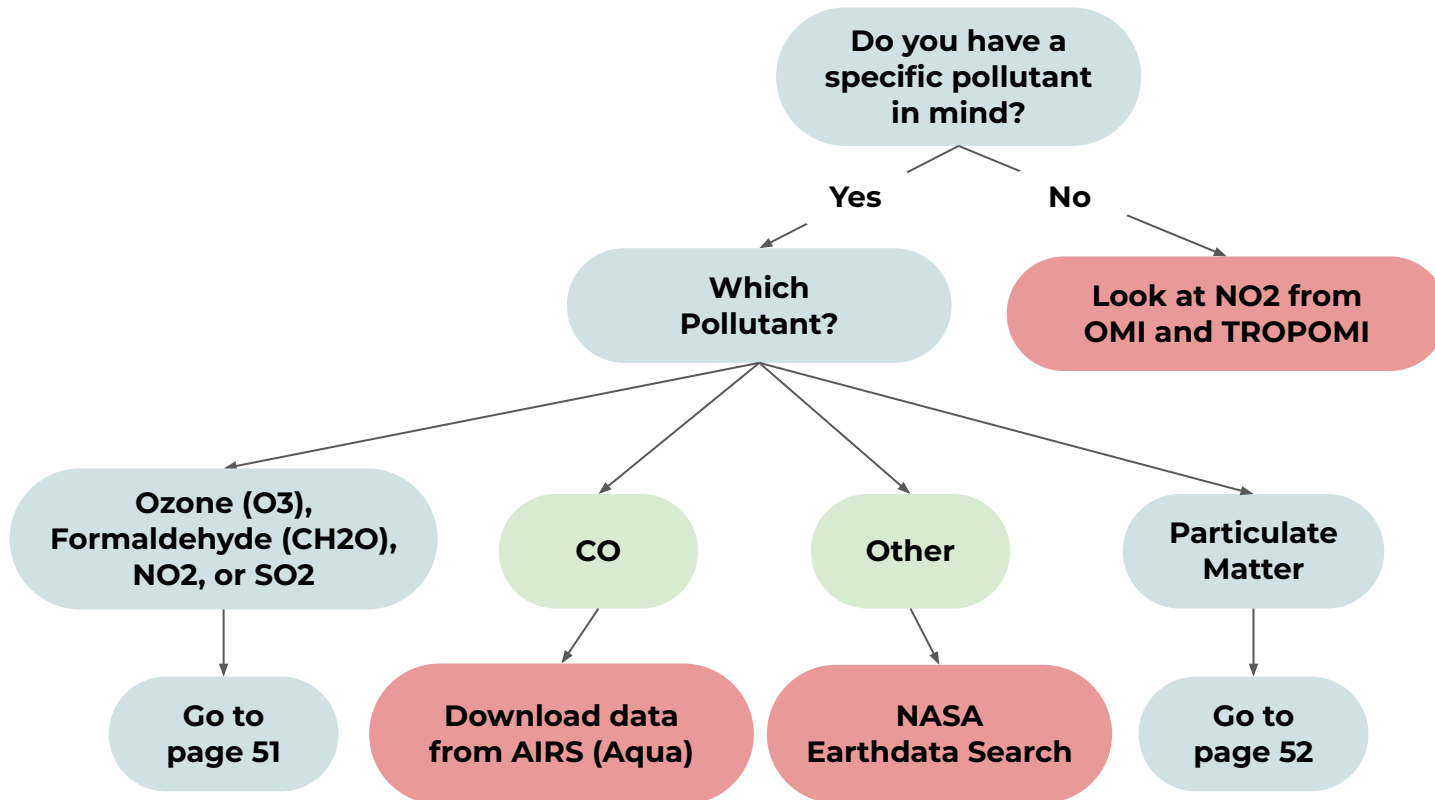 Do you have a
specific pollutant
in mind?
Yes
No
Which
Pollutant?
Look at NO2 from
OMI and TROPOMI
Ozone (O3),
Formaldehyde (CH2O),
NO2, or SO2
CO
Other
Particulate
Matter
Go to
page 51
Download data
from AIRS (Aqua)
NASA
Earthdata Search
Go to
page 52